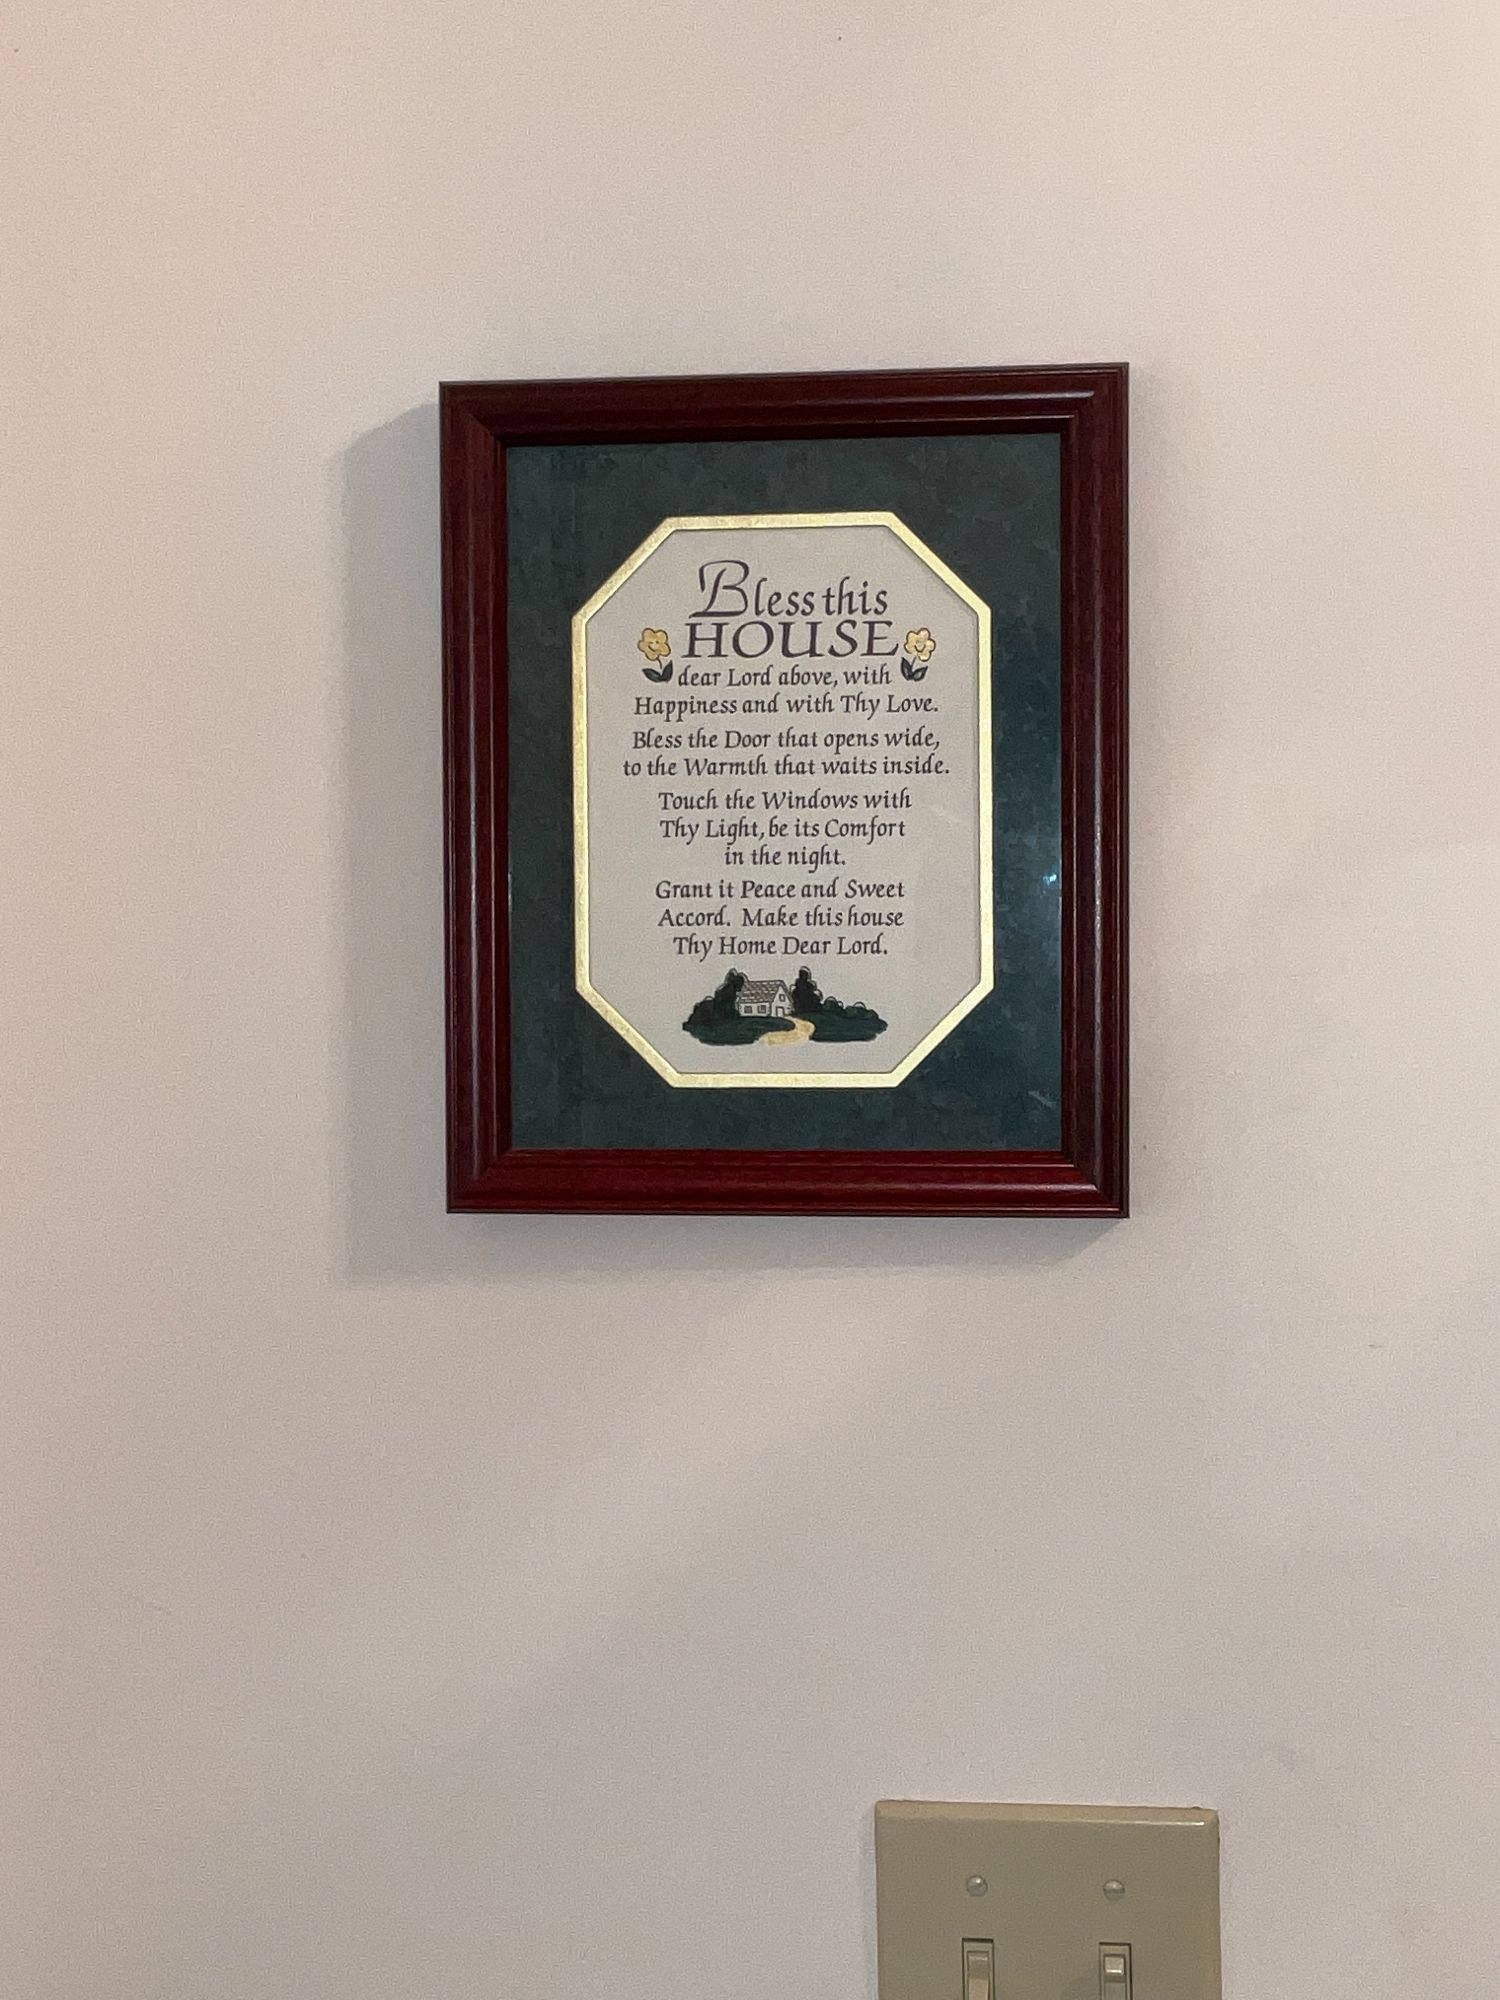 Bless this
HOUSE
dear Lord above, with
Happiness and with Thy Love.
Bless the Door that opens wide,
to the Warmth that waits inside.
Touch the Windows with
Thy Light, be its Comfort
in the night.
Grant it Peace and Sweet
Accord. Make this house
Thy Home Dear Lord.